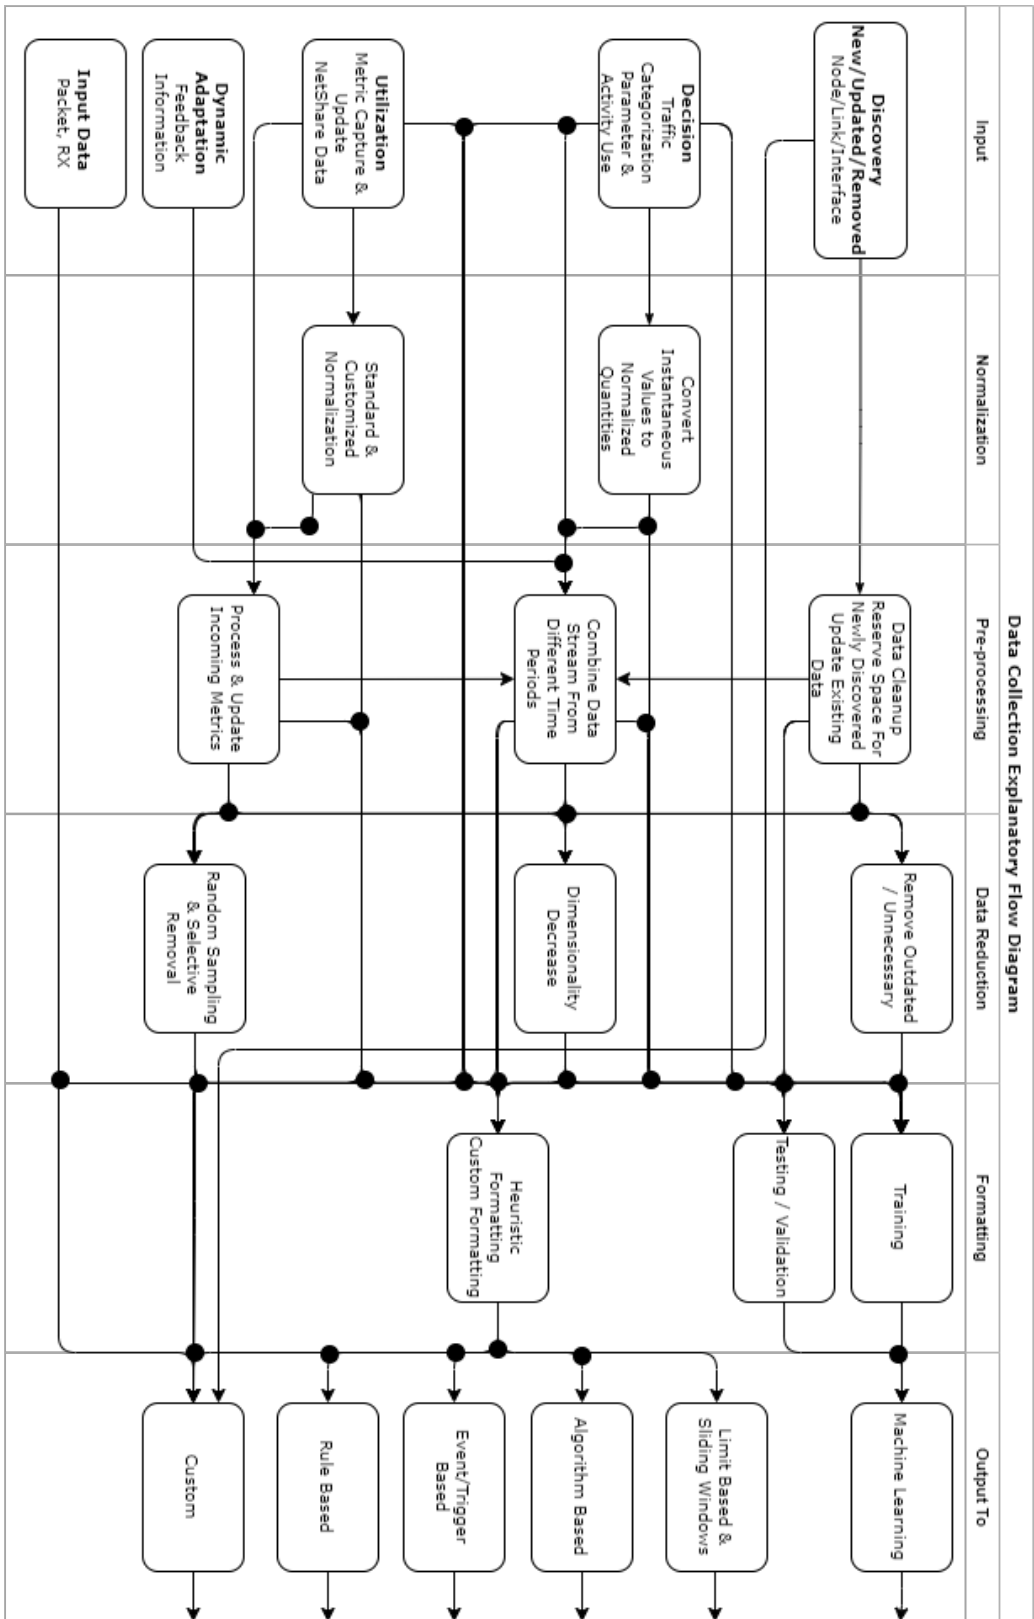 Data Collection Explanatory Flow Diagram
Input
Normalization
Pre-processing
Data Reduction
Formatting
Output To
Discovery
New/Updated/Removed
Node/Link/Interface
Data Cleanup
Reserve Space For
Newly Discovered
Update Existing
Data
Remove Outdated
/ Unnecessary
Training
Machine Learning
Testing / Validation
Decision
Traffic
Categorization
Parameter &
Activity Use
Convert
Instantaneous
Values to
Normalized
Quantities
Combine Data
Stream From
Different Time
Periods
Dimensionality
Decrease
Heuristic
Formatting
Custom Formatting
Limit Based &
Sliding Windows
Algorithm Based
Event/Trigger
Based
Utilization
Metric Capture &
Update
NetShare Data
Standard &
Customized
Normalization
Process & Update
Incoming Metrics
Random Sampling
& Selective
Removal
Rule Based
Custom
Dynamic
Adaptation
Feedback
Information
Input Data
Packet, RX